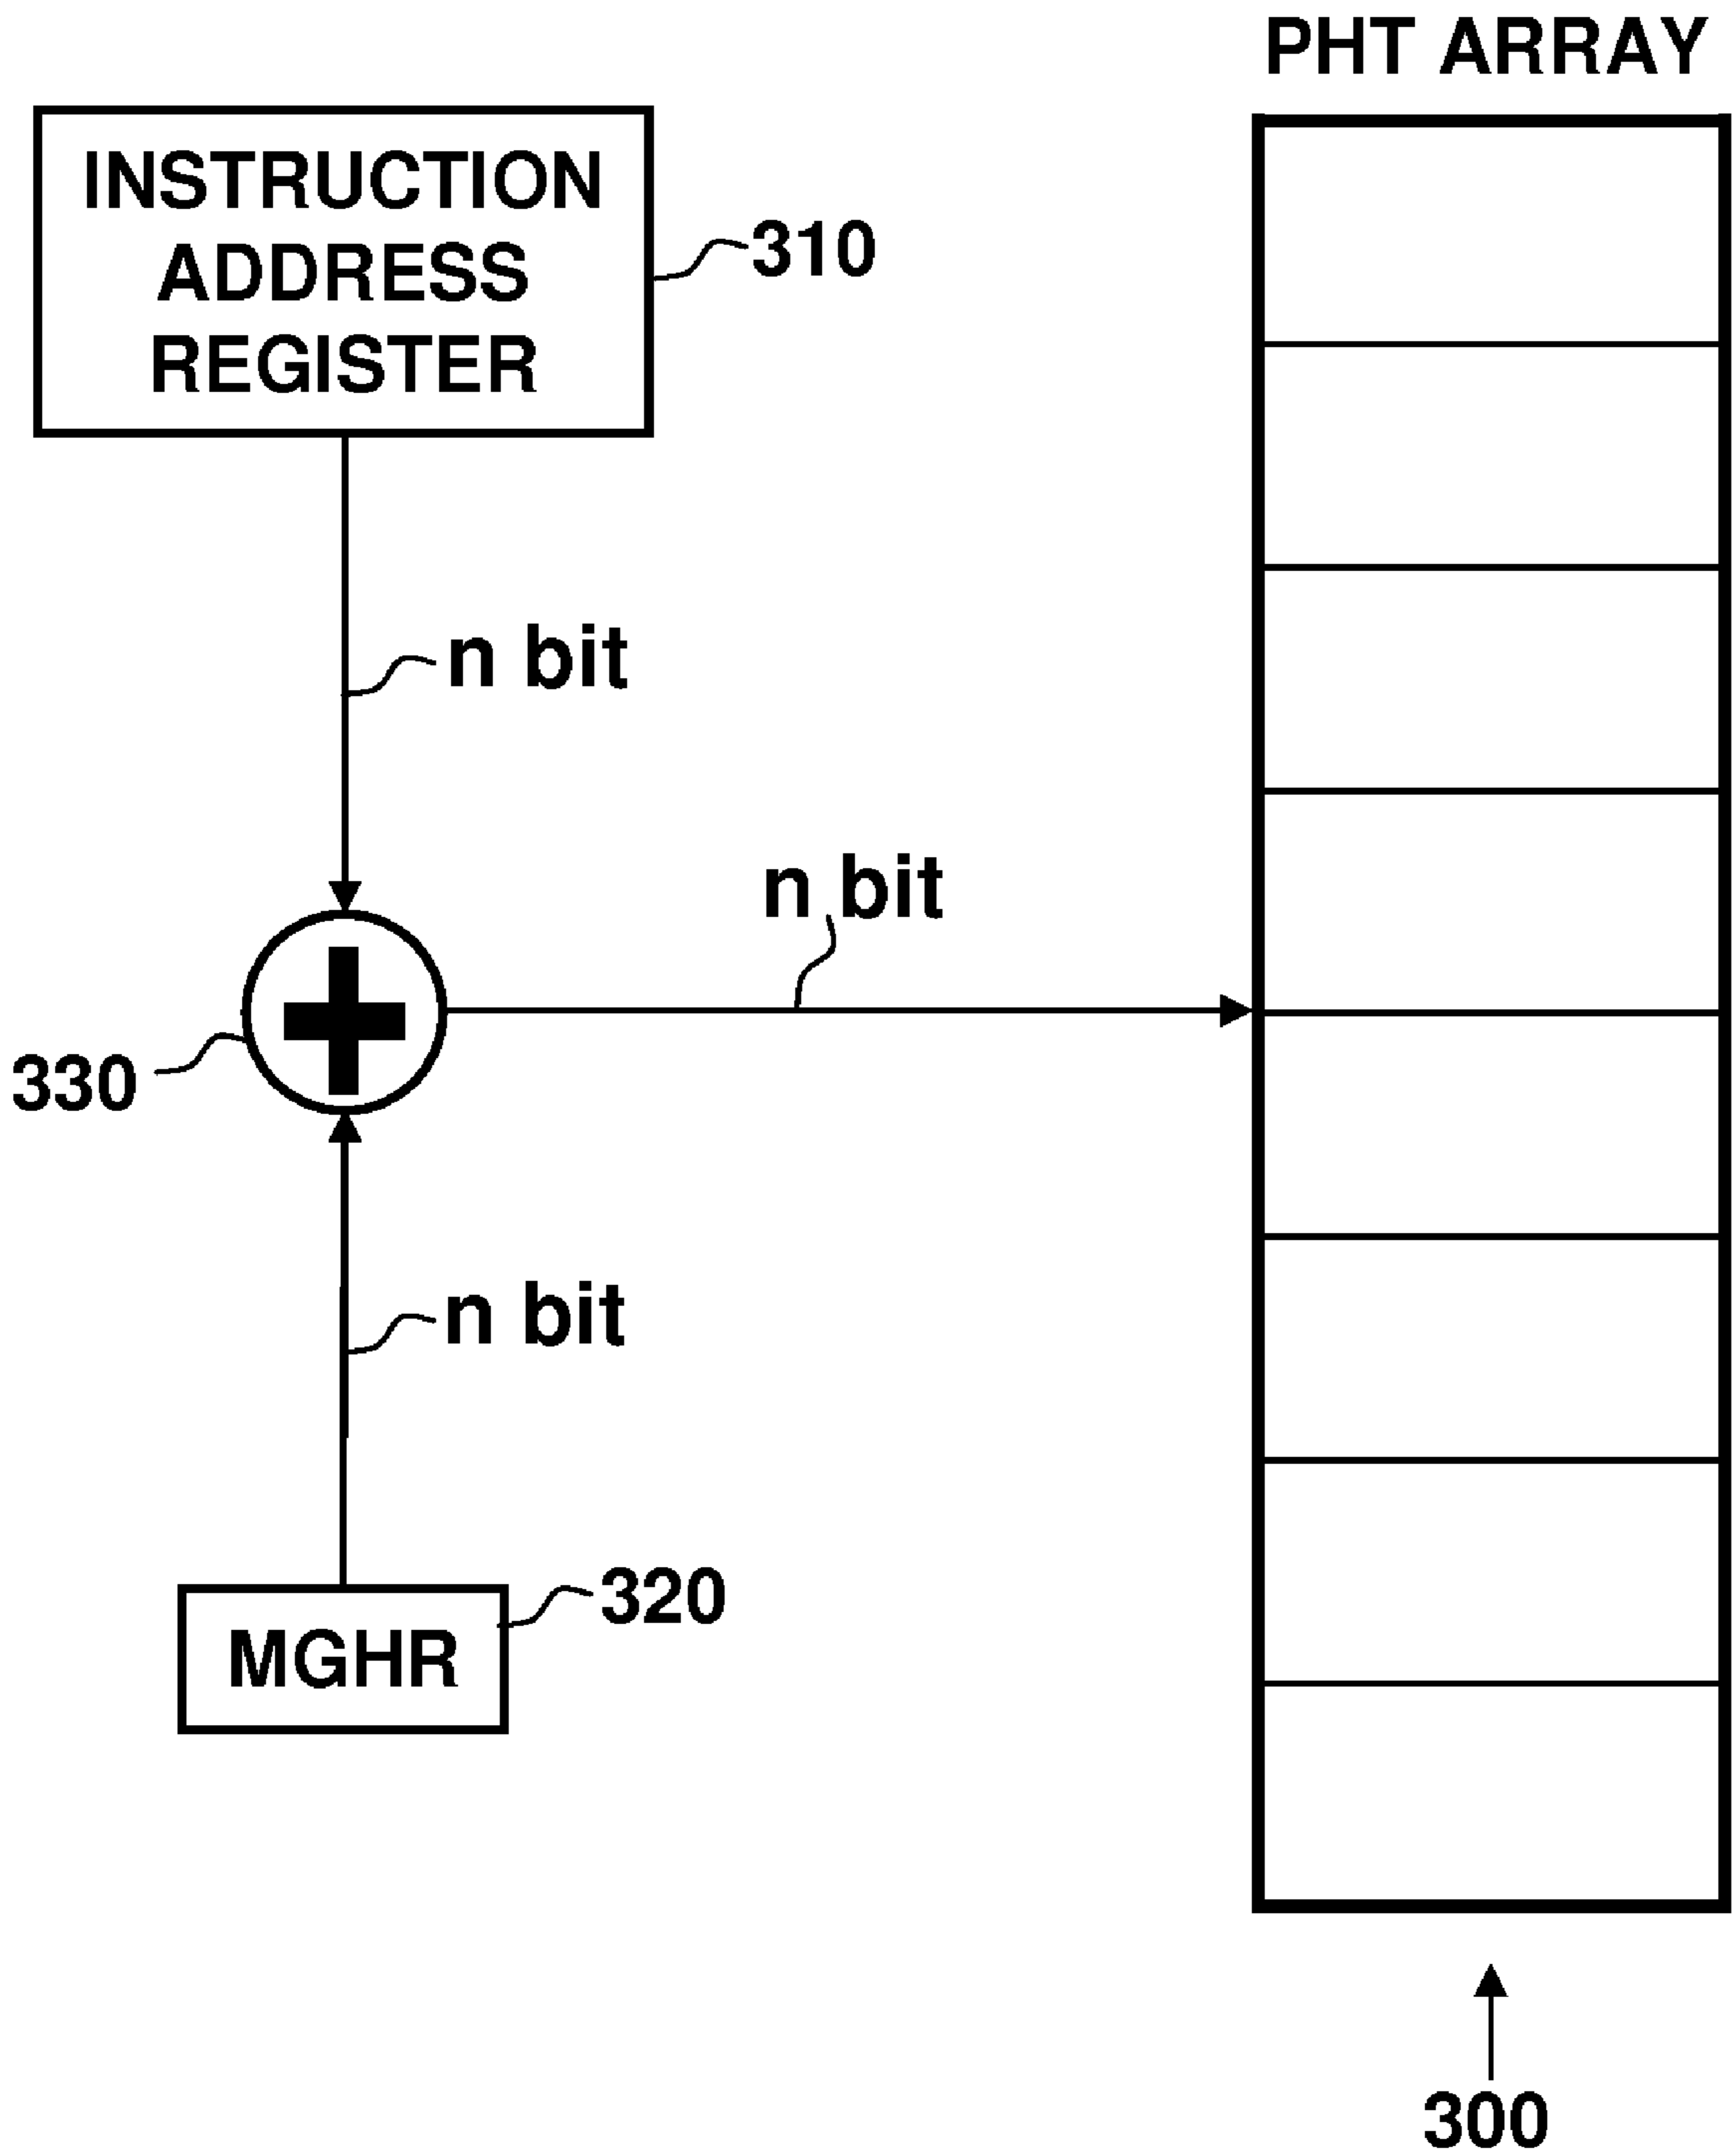 PHT ARRAY
INSTRUCTION
ADDRESS
REGISTER
310
n bit
n bit
330
n bit
320
MGHR
300